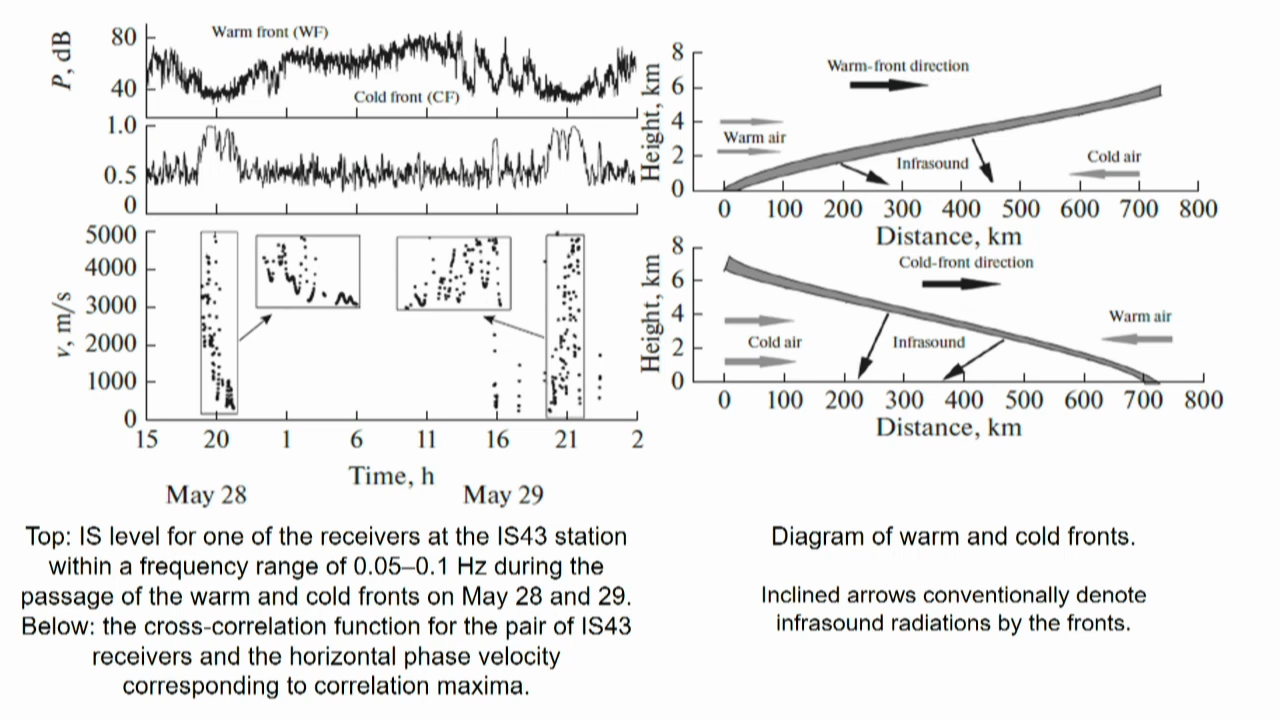 Warm front (WF)
Cold front (CF)
P, dB
80
40
1.0
0.5
0
5000
4000
3000
2000
1000
0
v, m/s
15 20 1 6 11 16 21 2
Time, h
May 28 May 29
8
6
4
2
0
Height, km
Warm-front direction
Warm air
Infrasound
Cold air
0 100 200 300 400 500 600 700 800
Distance, km
8
6
4
2
0
Height, km
Cold-front direction
Warm air
Cold air
Infrasound
0 100 200 300 400 500 600 700 800
Distance, km
Top: IS level for one of the receivers at the IS43 station
within a frequency range of 0.05–0.1 Hz during the
passage of the warm and cold fronts on May 28 and 29.
Below: the cross-correlation function for the pair of IS43
receivers and the horizontal phase velocity
corresponding to correlation maxima.
Diagram of warm and cold fronts.
Inclined arrows conventionally denote
infrasound radiations by the fronts.